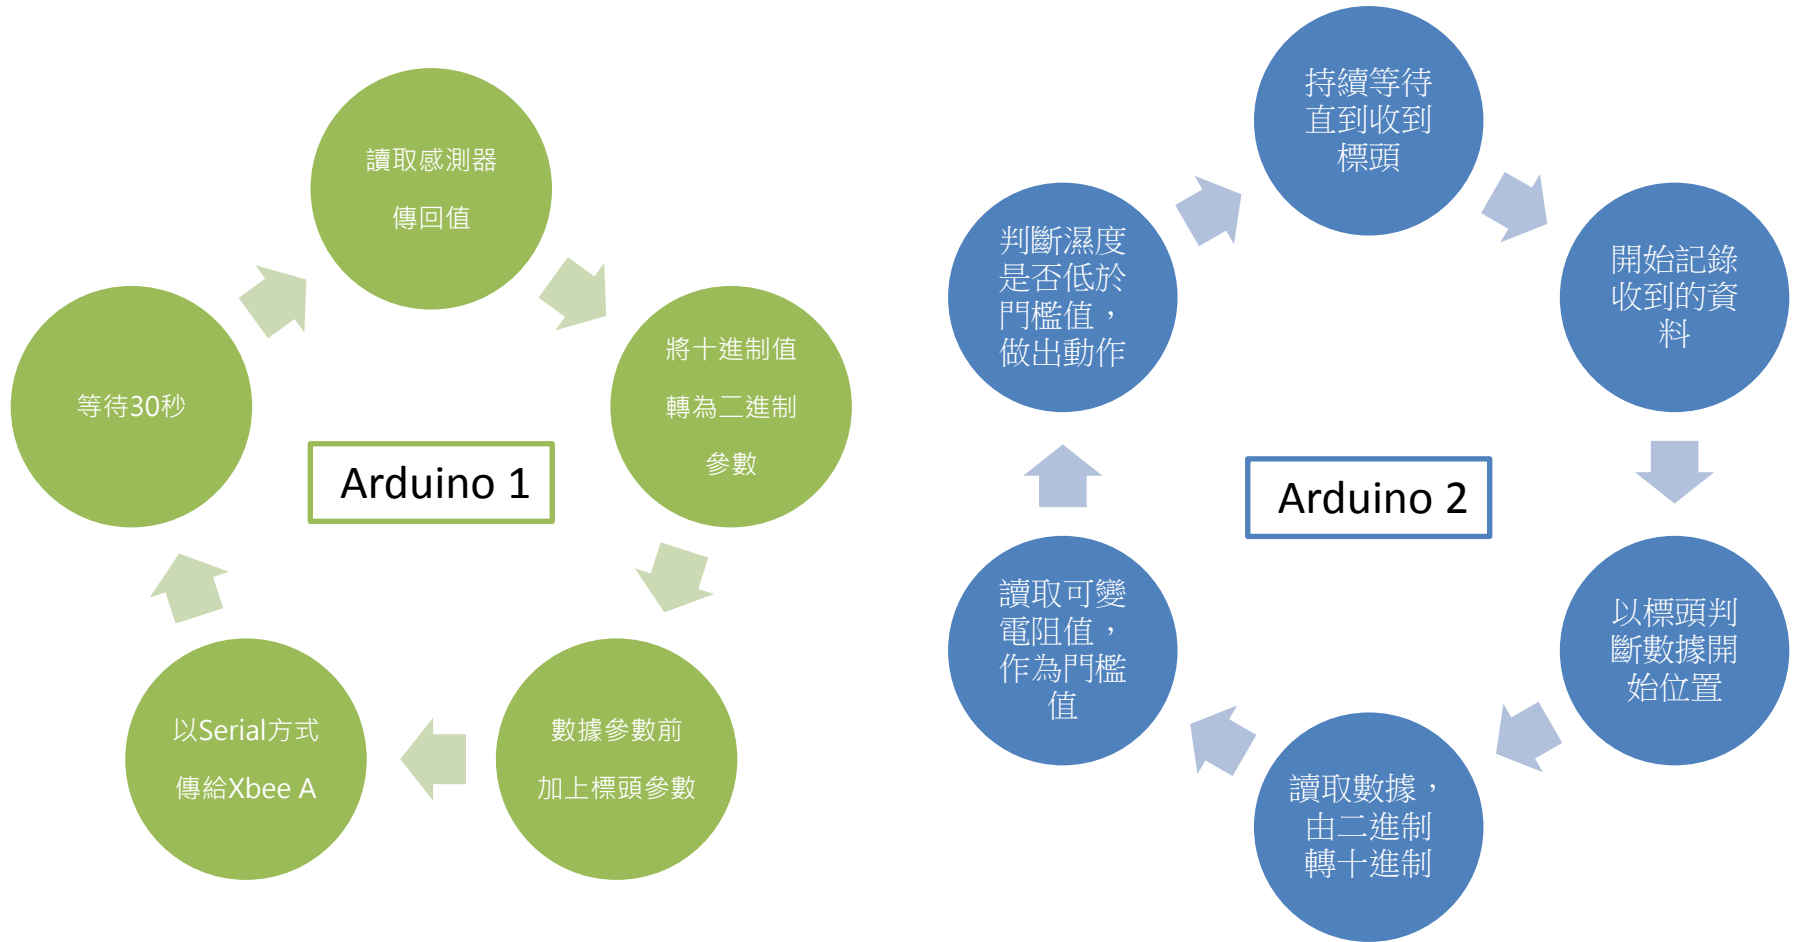 讀取感測器
傳回值
將十進制值
轉為二進制
參數
數據參數前
加上標頭參數
以Serial方式
傳給Xbee A
等待30秒
Arduino 1
持續等待
直到收到
標頭
開始記錄
收到的資
料
以標頭判
斷數據開
始位置
讀取數據，
由二進制
轉十進制
讀取可變
電阻值，
作為門檻
值
判斷濕度
是否低於
門檻值，
做出動作
Arduino 2